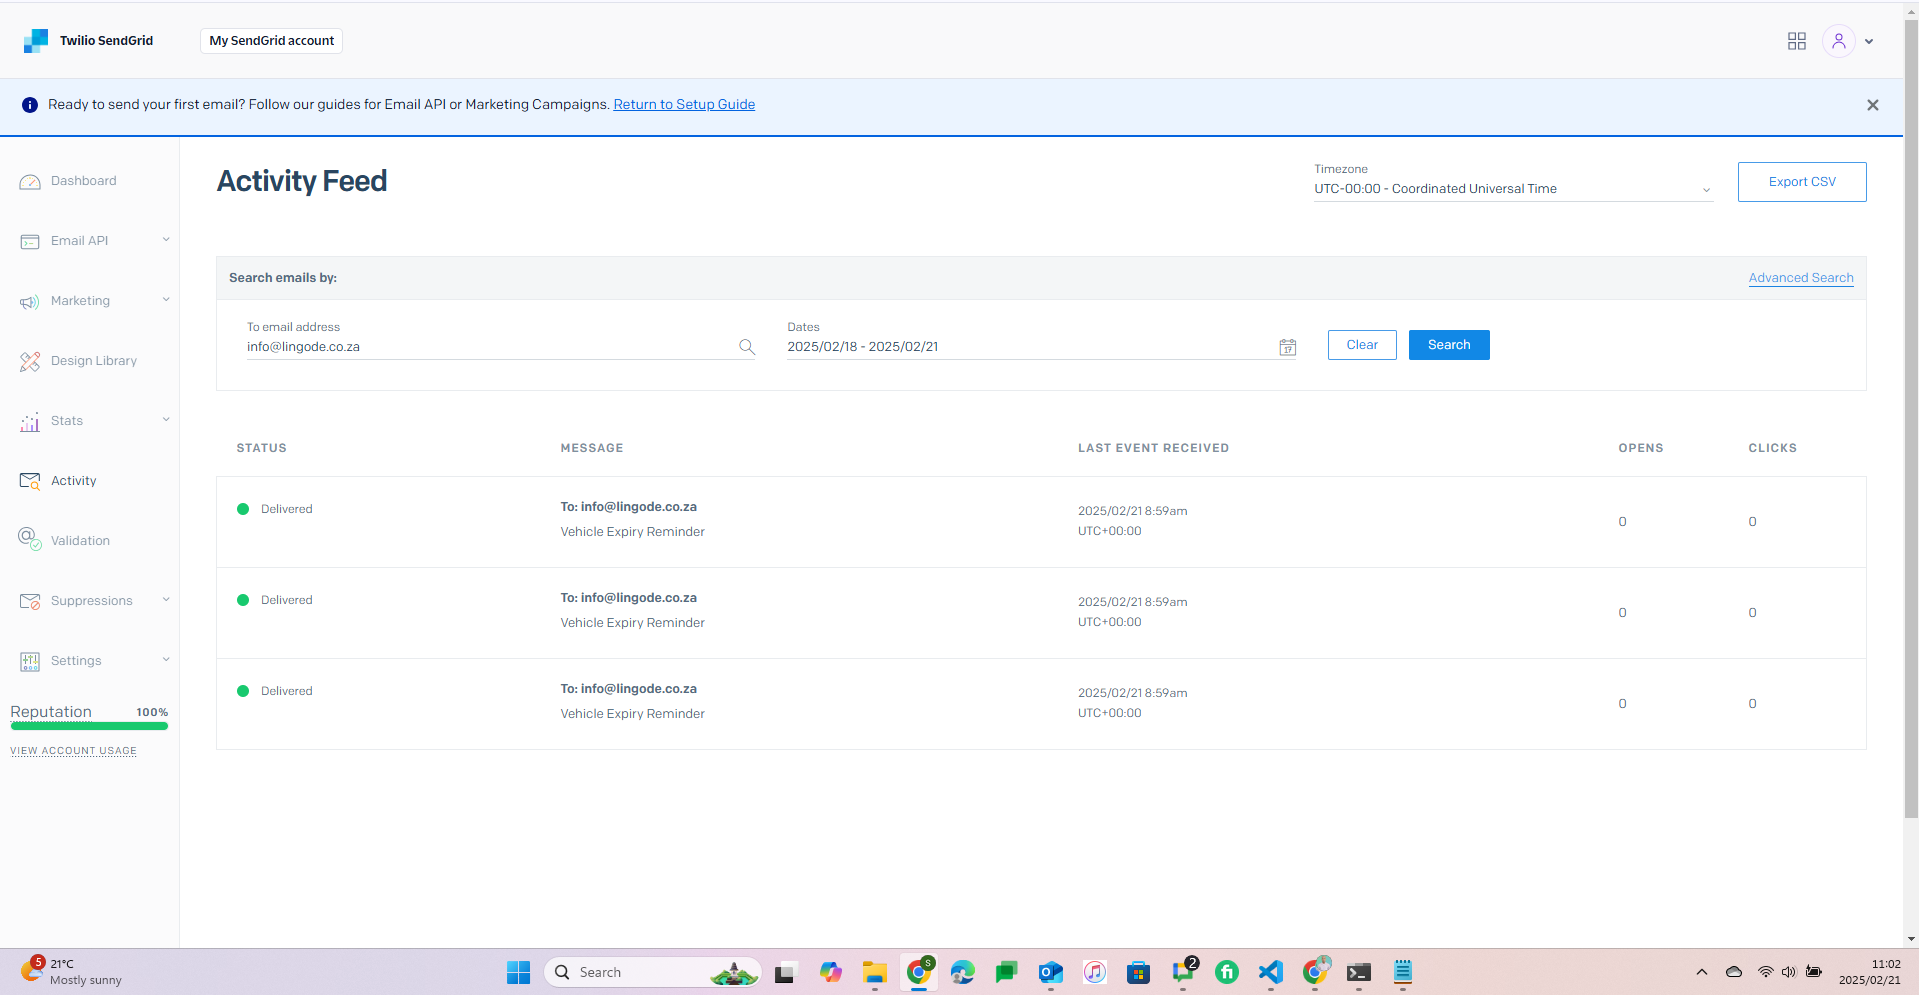 Twilio SendGrid
My SendGrid account
Ready to send your first email? Follow our guides for Email API or Marketing Campaigns. Return to Setup Guide
Dashboard
Email API
Marketing
Design Library
Stats
Activity
Validation
Suppressions
Settings
Reputation 100%
VIEW ACCOUNT USAGE
Activity Feed
Timezone
UTC-00:00 - Coordinated Universal Time
Export CSV
Search emails by:
Advanced Search
To email address
info@lingode.co.za
Dates
2025/02/18 - 2025/02/21
17
Clear
Search
STATUS MESSAGE LAST EVENT RECEIVED OPENS CLICKS
Delivered
To: info@lingode.co.za
Vehicle Expiry Reminder
2025/02/21 8:59am
UTC+00:00
0
0
Delivered
To: info@lingode.co.za
Vehicle Expiry Reminder
2025/02/21 8:59am
UTC+00:00
0
0
Delivered
To: info@lingode.co.za
Vehicle Expiry Reminder
2025/02/21 8:59am
UTC+00:00
0
0
5
21°C
Mostly sunny
Search
S
2
11:02
2025/02/21